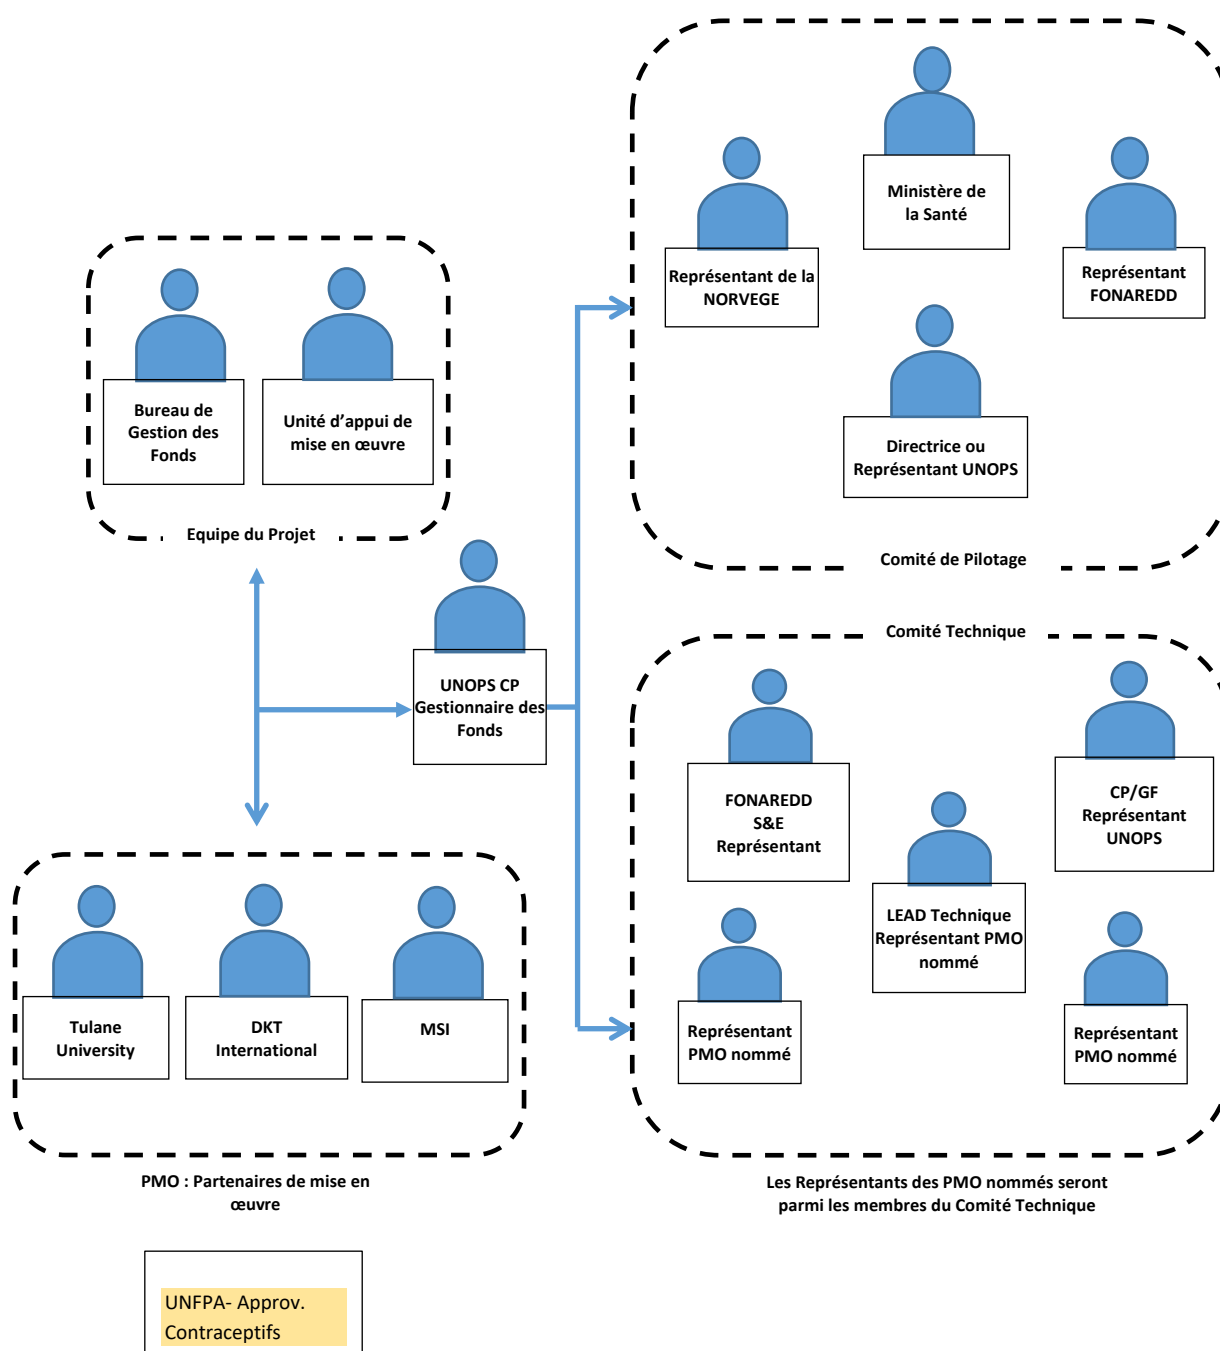 Ministère de
la Santé
Représentant de la
NORVEGE
Représentant
FONAREDD
Directrice ou
Représentant UNOPS
Comité de Pilotage
Bureau de
Gestion des
Fonds
Unité d’appui de
mise en œuvre
Equipe du Projet
UNOPS CP
Gestionnaire des
Fonds
Comité Technique
FONAREDD
S&E
Représentant
CP/GF
Représentant
UNOPS
LEAD Technique
Représentant PMO
nommé
Représentant
PMO nommé
Représentant
PMO nommé
Les Représentants des PMO nommés seront
parmi les membres du Comité Technique
Tulane
University
DKT
International
MSI
PMO : Partenaires de mise en
œuvre
UNFPA- Approv.
Contraceptifs